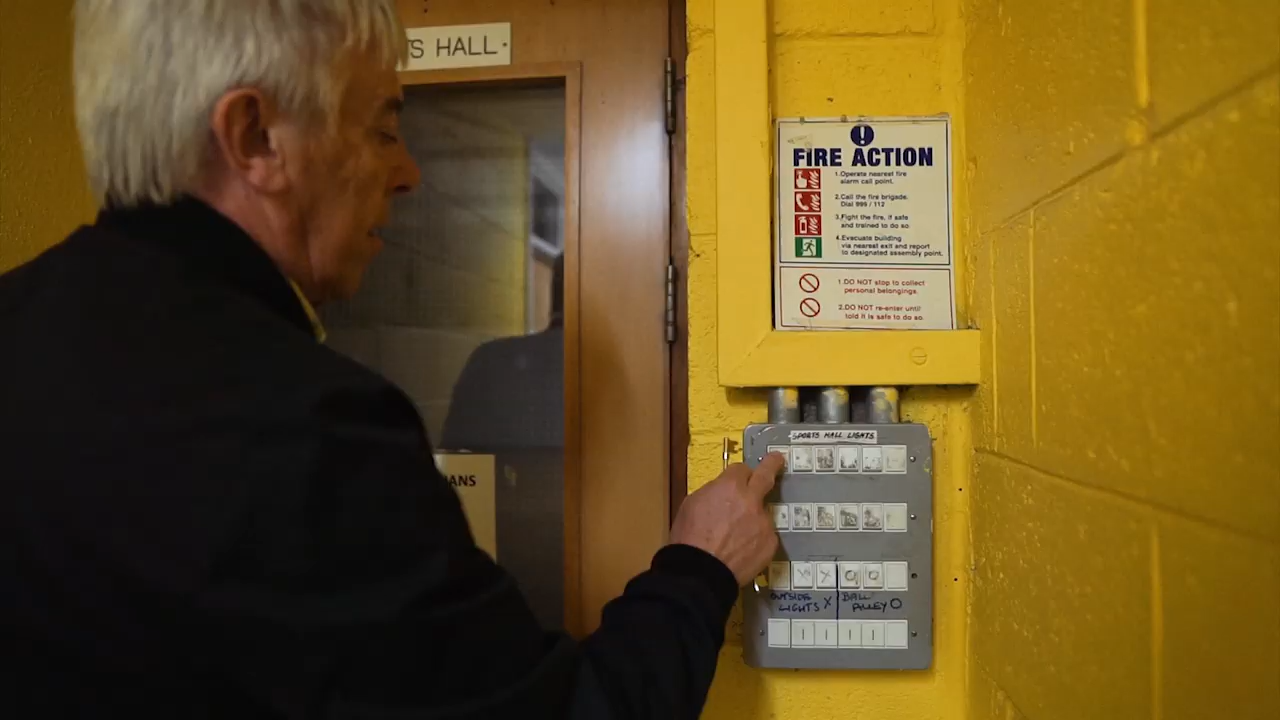 S HALL
FIRE ACTION
1.Operate nearest fire
alarm call point.
2.Call the fire brigade.
Dial 999 / 112
3.Fight the fire, if safe
and trained to do so
4.Evacuate building
via nearest exit and report
to designated assembly point.
1.DO NOT stop to collect
personal belongings.
2.DO NOT re-enter until
told it is safe to do so.
SPORTS HALL LIGHTS
OUTSIDE
LIGHTS X
BALL
ALLEY O
ANS